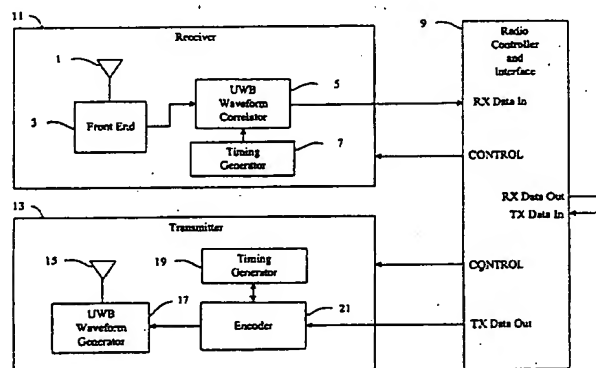 11
Receiver
1
3
Front End
UWB
Waveform
Correlator
5
Timing
Generator
7
9
Radio
Controller
and
Interface
RX Data In
CONTROL
RX Data Out
TX Data In
CONTROL
TX Data Out
13
Transmitter
15
19
Timing
Generator
17
UWB
Waveform
Generator
Encoder
21